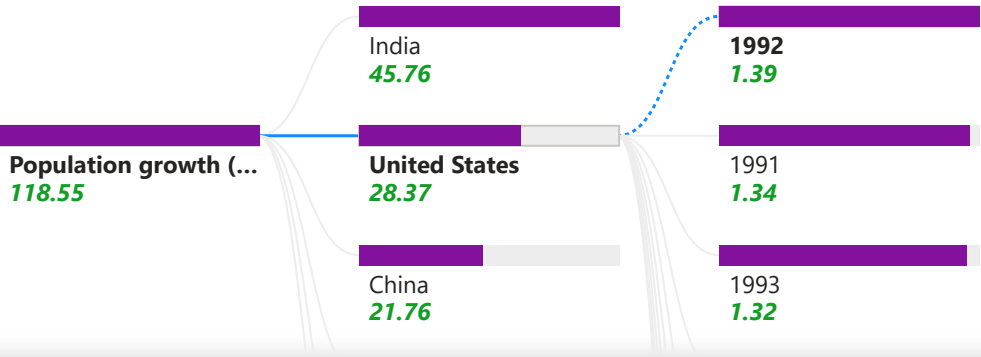 India
45.76
1992
1.39
Population growth (...
118.55
United States
28.37
1991
1.34
China
21.76
1993
1.32